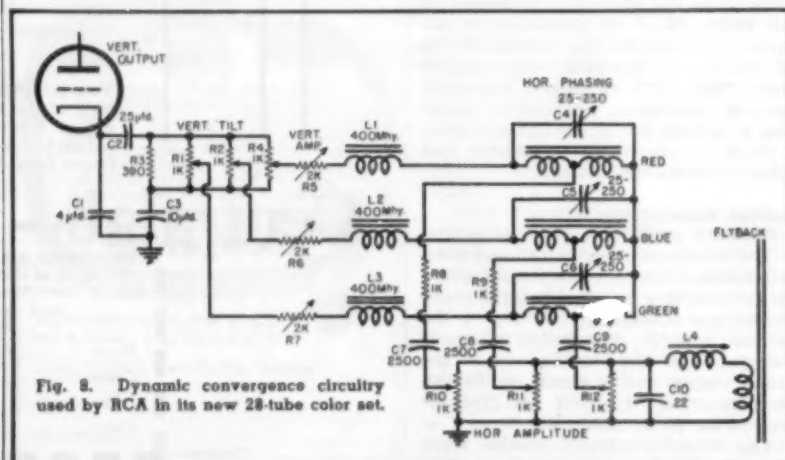 VERT.
OUTPUT
25µfd.
C2
VERT. TILT
R3
390
R1
1K
R2
1K
R4
1K
C1
4µfd.
C3
10µfd.
VERT.
AMP.
2K
R5
2K
R6
2K
R7
L1
400Mhy.
L2
400Mhy.
L3
400Mhy.
HOR. PHASING
25-250
C4
RED
25-
250
C5
BLUE
25-
250
C6
GREEN
FLYBACK
R8
1K
R9
1K
C7
2500
C8
2500
C9
2500
L4
R10
1K
R11
1K
R12
1K
C10
.22
HOR. AMPLITUDE
Fig. 8. Dynamic convergence circuitry
used by RCA in its new 28-tube color set.